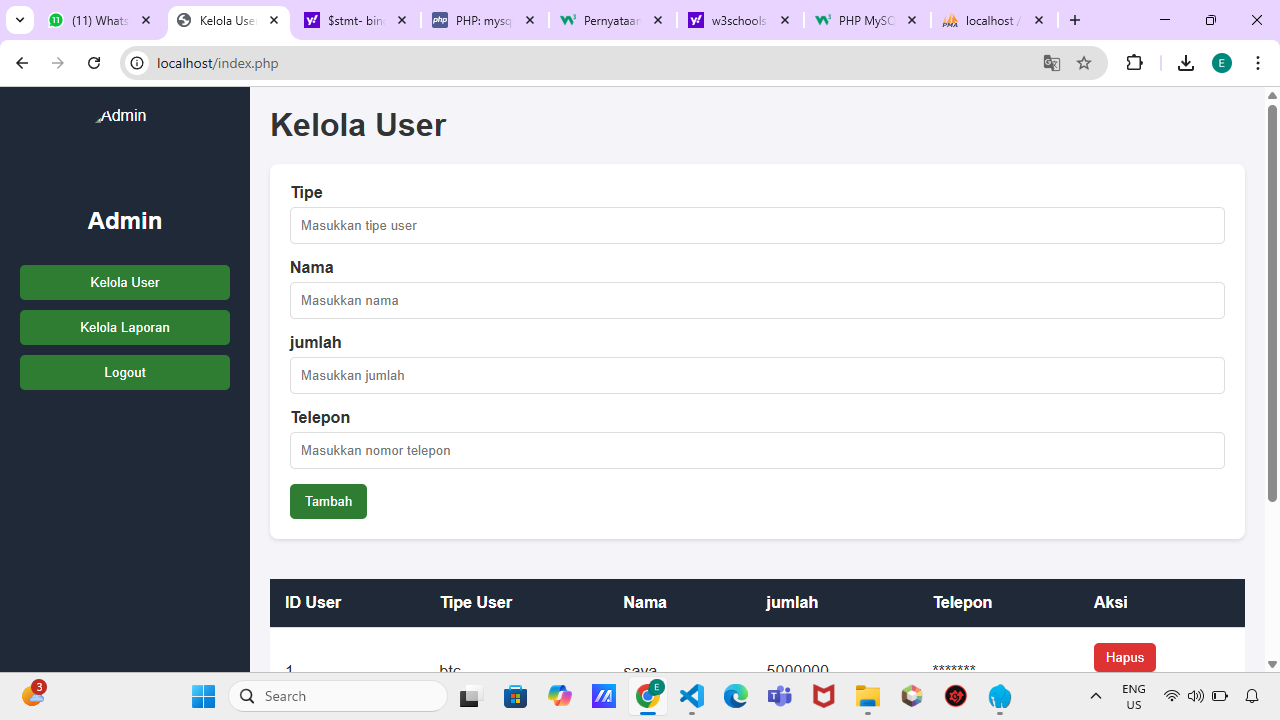 (11) Whats
Kelola Use
$stmt- bin
PHP: mysq
Pernyataan
w3schools
PHP MySC
localhost /
localhost/index.php
E
Admin
Admin
Kelola User
Kelola Laporan
Logout
Kelola User
Tipe
Masukkan tipe user
Nama
Masukkan nama
jumlah
Masukkan jumlah
Telepon
Masukkan nomor telepon
Tambah
ID User Tipe User Nama jumlah Telepon Aksi
1 btc saya 5000000 ******* Hapus
3
Search
ENG
US